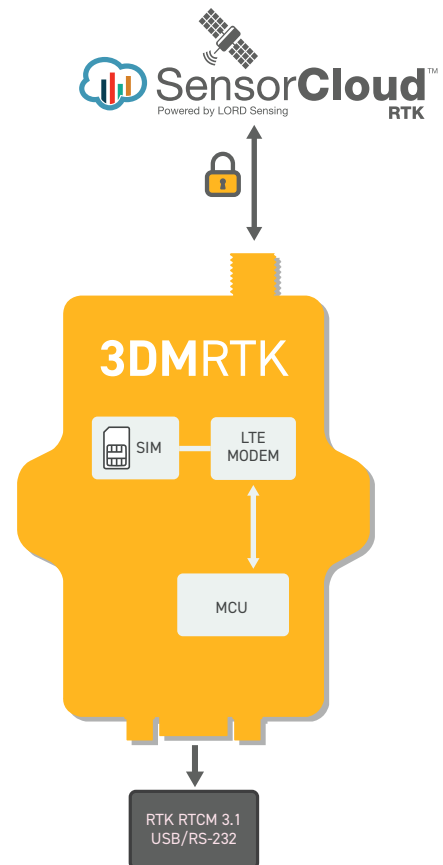 SensorCloud™
Powered by LORD Sensing
RTK
3DMRTK
SIM
LTE
MODEM
MCU
RTK RTCM 3.1
USB/RS-232